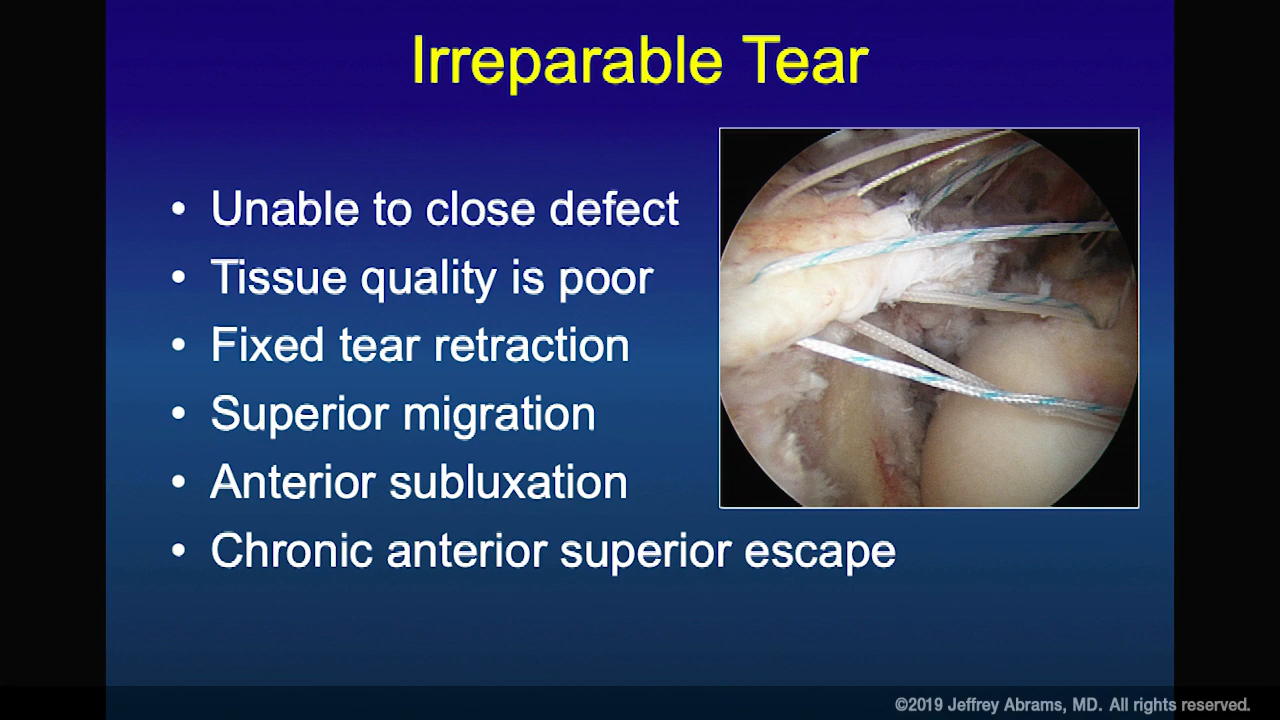 Irreparable Tear
• Unable to close defect
• Tissue quality is poor
• Fixed tear retraction
• Superior migration
• Anterior subluxation
• Chronic anterior superior escape
©2019 Jeffrey Abrams, MD. All rights reserved.